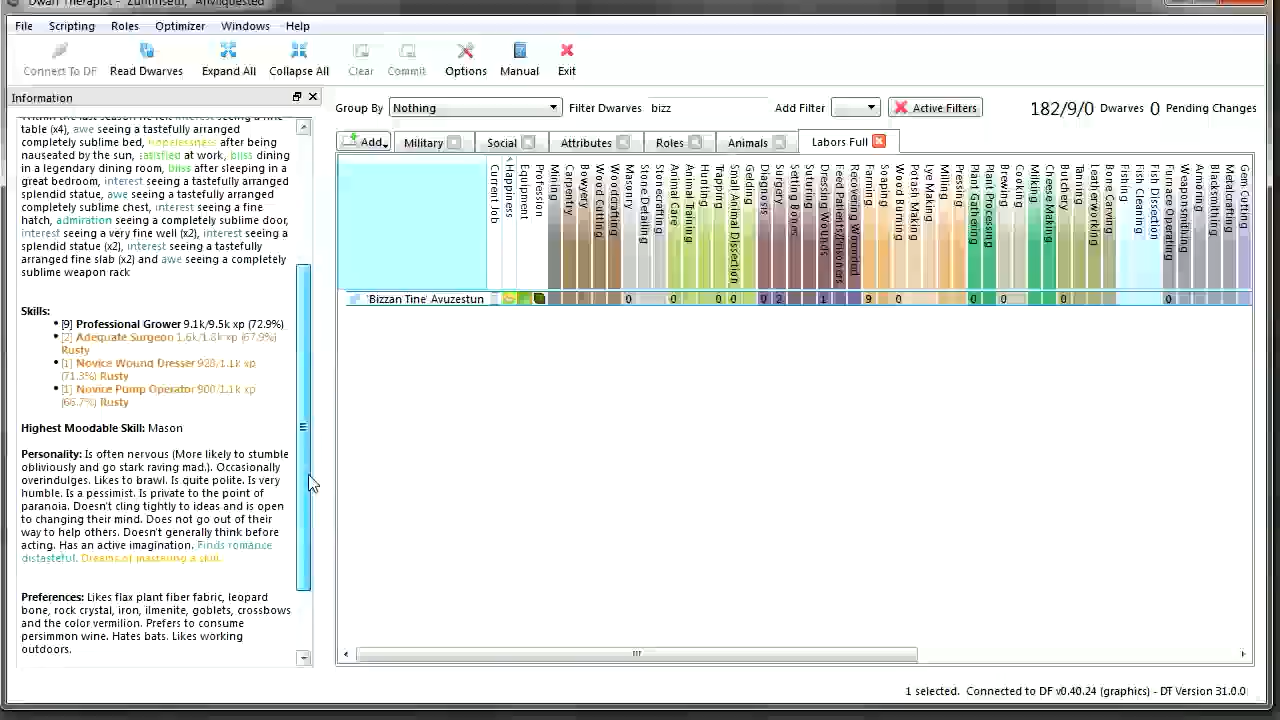 File Scripting Roles Optimizer Windows Help
Connect To DF Read Dwarves Expand All Collapse All Clear Commit Options Manual Exit
Information
Group By Nothing Filter Dwarves bizz Add Filter Active Filters 182/9/0 Dwarves 0 Pending Changes
Add Military Social Attributes Roles Animals Labors Full
table (x4), awe seeing a tastefully arranged
completely sublime bed, hopelessness after being
nauseated by the sun, satisfied at work, bliss dining
in a legendary dining room, bliss after sleeping in a
great bedroom, interest seeing a tastefully arranged
splendid statue, awe seeing a tastefully arranged
completely sublime chest, interest seeing a fine
hatch, admiration seeing a completely sublime door,
interest seeing a very fine well (x2), interest seeing a
splendid statue (x2), interest seeing a tastefully
arranged fine slab (x2) and awe seeing a completely
sublime weapon rack
Skills:
[9] Professional Grower 9.1k/9.5k xp (72.9%)
[2] Adequate Surgeon 1.6k/1.8k xp (67.9%)
Rusty
[1] Novice Wound Dresser 928/1.1k xp
(71.3%) Rusty
[1] Novice Pump Operator 900/1.1k xp
(66.7%) Rusty
Highest Moodable Skill: Mason
Personality: Is often nervous (More likely to stumble
obliviously and go stark raving mad.). Occasionally
overindulges. Likes to brawl. Is quite polite. Is very
humble. Is a pessimist. Is private to the point of
paranoia. Doesn't cling tightly to ideas and is open
to changing their mind. Does not go out of their
way to help others. Doesn't generally think before
acting. Has an active imagination. Finds romance
distasteful. Dreams of mastering a skill.
Preferences: Likes flax plant fiber fabric, leopard
bone, rock crystal, iron, ilmenite, goblets, crossbows
and the color vermilion. Prefers to consume
persimmon wine. Hates bats. Likes working
outdoors.
Current Job
Happiness
Equipment
Profession
Mining
Carpentry
Bowyery
Wood Cutting
Woodcrafting
Masonry
Stone Detailing
Stonecrafting
Animal Care
Animal Training
Hunting
Trapping
Small Animal Dissection
Gelding
Diagnosis
Surgery
Setting Bones
Suturing
Dressing Wounds
Feed Patients/Prisoners
Recovering Wounded
Farming
Soaping
Wood Burning
Potash Making
Dye Making
Milling
Pressing
Plant Gathering
Plant Processing
Brewing
Cooking
Milking
Cheese Making
Butchery
Tanning
Leatherworking
Bone Carving
Fishing
Fish Cleaning
Fish Dissection
Furnace Operating
Weaponsmithing
Armoring
Blacksmithing
Metalcrafting
Gem Cutting
'Bizzan Tine' Avuzestun 0 0 0 0 0 2 1 9 0 0 0 0 0
1 selected. Connected to DF v0.40.24 (graphics) - DT Version 31.0.0